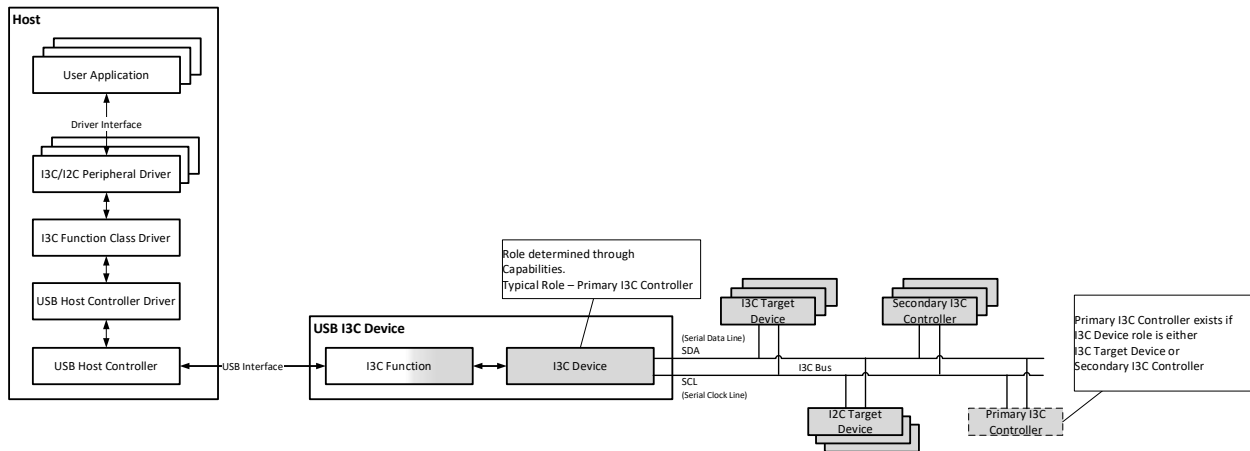 Host
User Application
Driver Interface
I3C/I2C Peripheral Driver
I3C Function Class Driver
USB Host Controller Driver
USB Host Controller
USB Interface
USB I3C Device
I3C Function
I3C Device
Role determined through
Capabilities.
Typical Role – Primary I3C Controller
(Serial Data Line)
SDA
SCL
(Serial Clock Line)
I3C Bus
I3C Target
Device
Secondary I3C
Controller
I2C Target
Device
Primary I3C
Controller
Primary I3C Controller exists if
I3C Device role is either
I3C Target Device or
Secondary I3C Controller